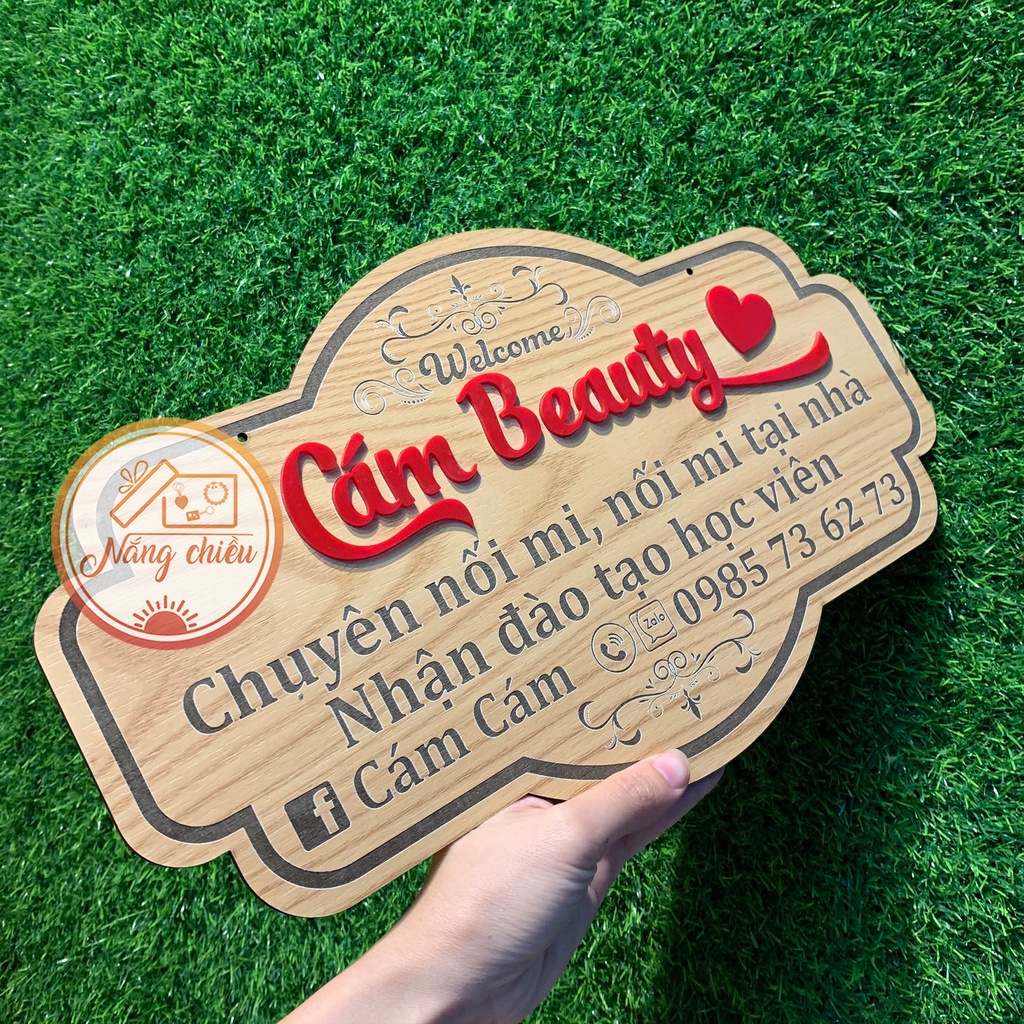 Welcome
Cám Beauty
Chuyên nối mi, nối mi tại nhà
Nhận đào tạo học viên
f Cám Cám Zalo 0985 73 62 73
Nắng chiều